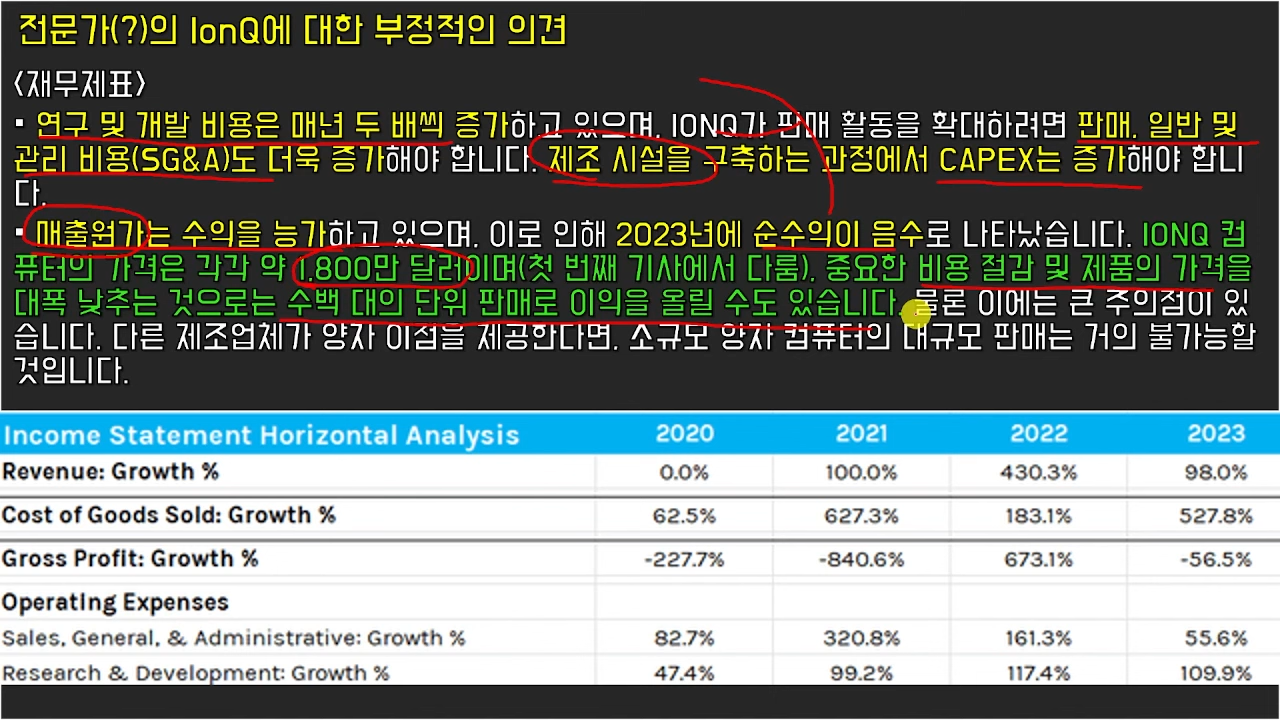 전문가(?)의 IonQ에 대한 부정적인 의견
<재무제표>
▪ 연구 및 개발 비용은 매년 두 배씩 증가하고 있으며, IONQ가 판매 활동을 확대하려면 판매, 일반 및
관리 비용(SG&A)도 더욱 증가해야 합니다. 제조 시설을 구축하는 과정에서 CAPEX는 증가해야 합니
다.
▪ 매출원가는 수익을 능가하고 있으며, 이로 인해 2023년에 순수익이 음수로 나타났습니다. IONQ 컴
퓨터의 가격은 각각 약 1,800만 달러이며(첫 번째 기사에서 다룸), 중요한 비용 절감 및 제품의 가격을
대폭 낮추는 것으로는 수백 대의 단위 판매로 이익을 올릴 수도 있습니다. 물론 이에는 큰 주의점이 있
습니다. 다른 제조업체가 양자 이점을 제공한다면, 소규모 양자 컴퓨터의 대규모 판매는 거의 불가능할
것입니다.
Income Statement Horizontal Analysis 2020 2021 2022 2023
Revenue: Growth % 0.0% 100.0% 430.3% 98.0%
Cost of Goods Sold: Growth % 62.5% 627.3% 183.1% 527.8%
Gross Profit: Growth % -227.7% -840.6% 673.1% -56.5%
Operating Expenses
Sales, General, & Administrative: Growth % 82.7% 320.8% 161.3% 55.6%
Research & Development: Growth % 47.4% 99.2% 117.4% 109.9%